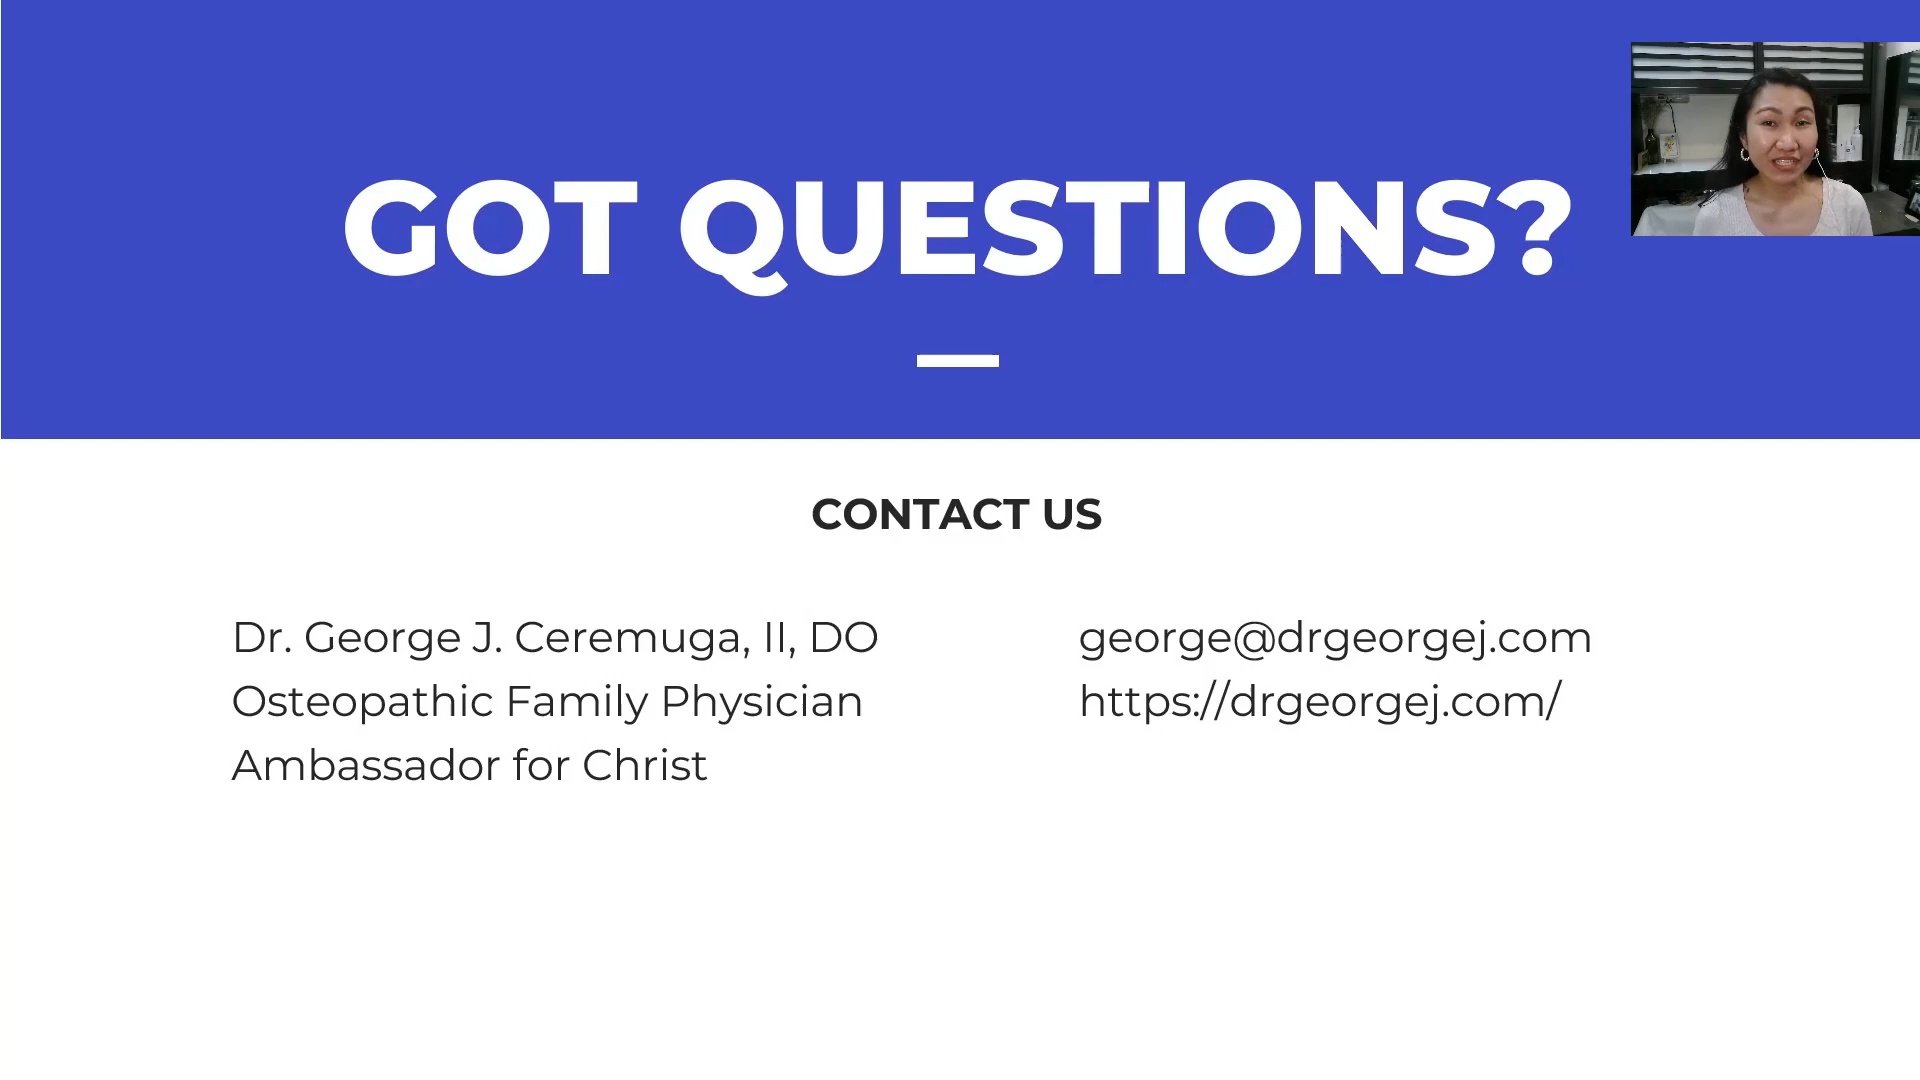 GOT QUESTIONS?
CONTACT US
Dr. George J. Ceremuga, II, DO
Osteopathic Family Physician
Ambassador for Christ
george@drgeorgej.com
https://drgeorgej.com/